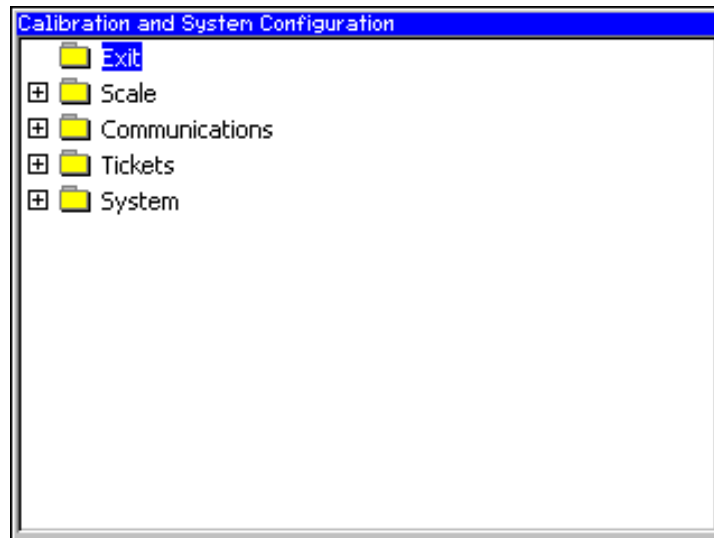 Calibration and System Configuration
Exit
Scale
Communications
Tickets
System